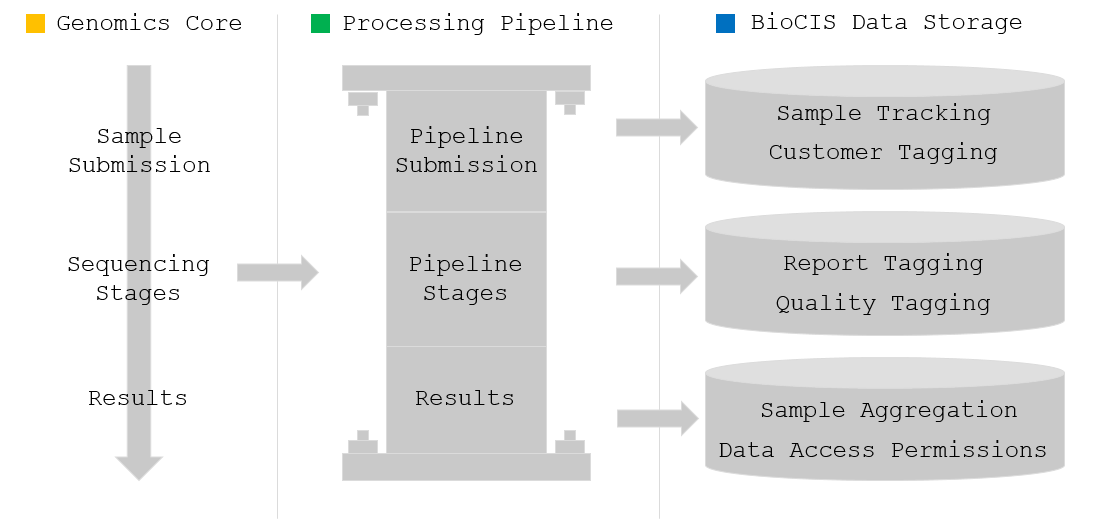 Genomics Core
Sample
Submission
Sequencing
Stages
Results
Processing Pipeline
Pipeline
Submission
Pipeline
Stages
Results
BioCIS Data Storage
Sample Tracking
Customer Tagging
Report Tagging
Quality Tagging
Sample Aggregation
Data Access Permissions